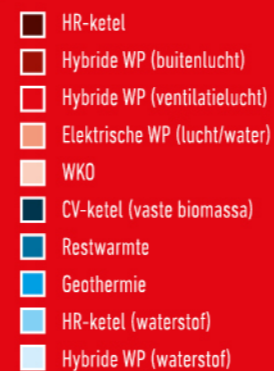 HR-ketel
Hybride WP (buitenlucht)
Hybride WP (ventilatielucht)
Elektrische WP (lucht/water)
WKO
CV-ketel (vaste biomassa)
Restwarmte
Geothermie
HR-ketel (waterstof)
Hybride WP (waterstof)